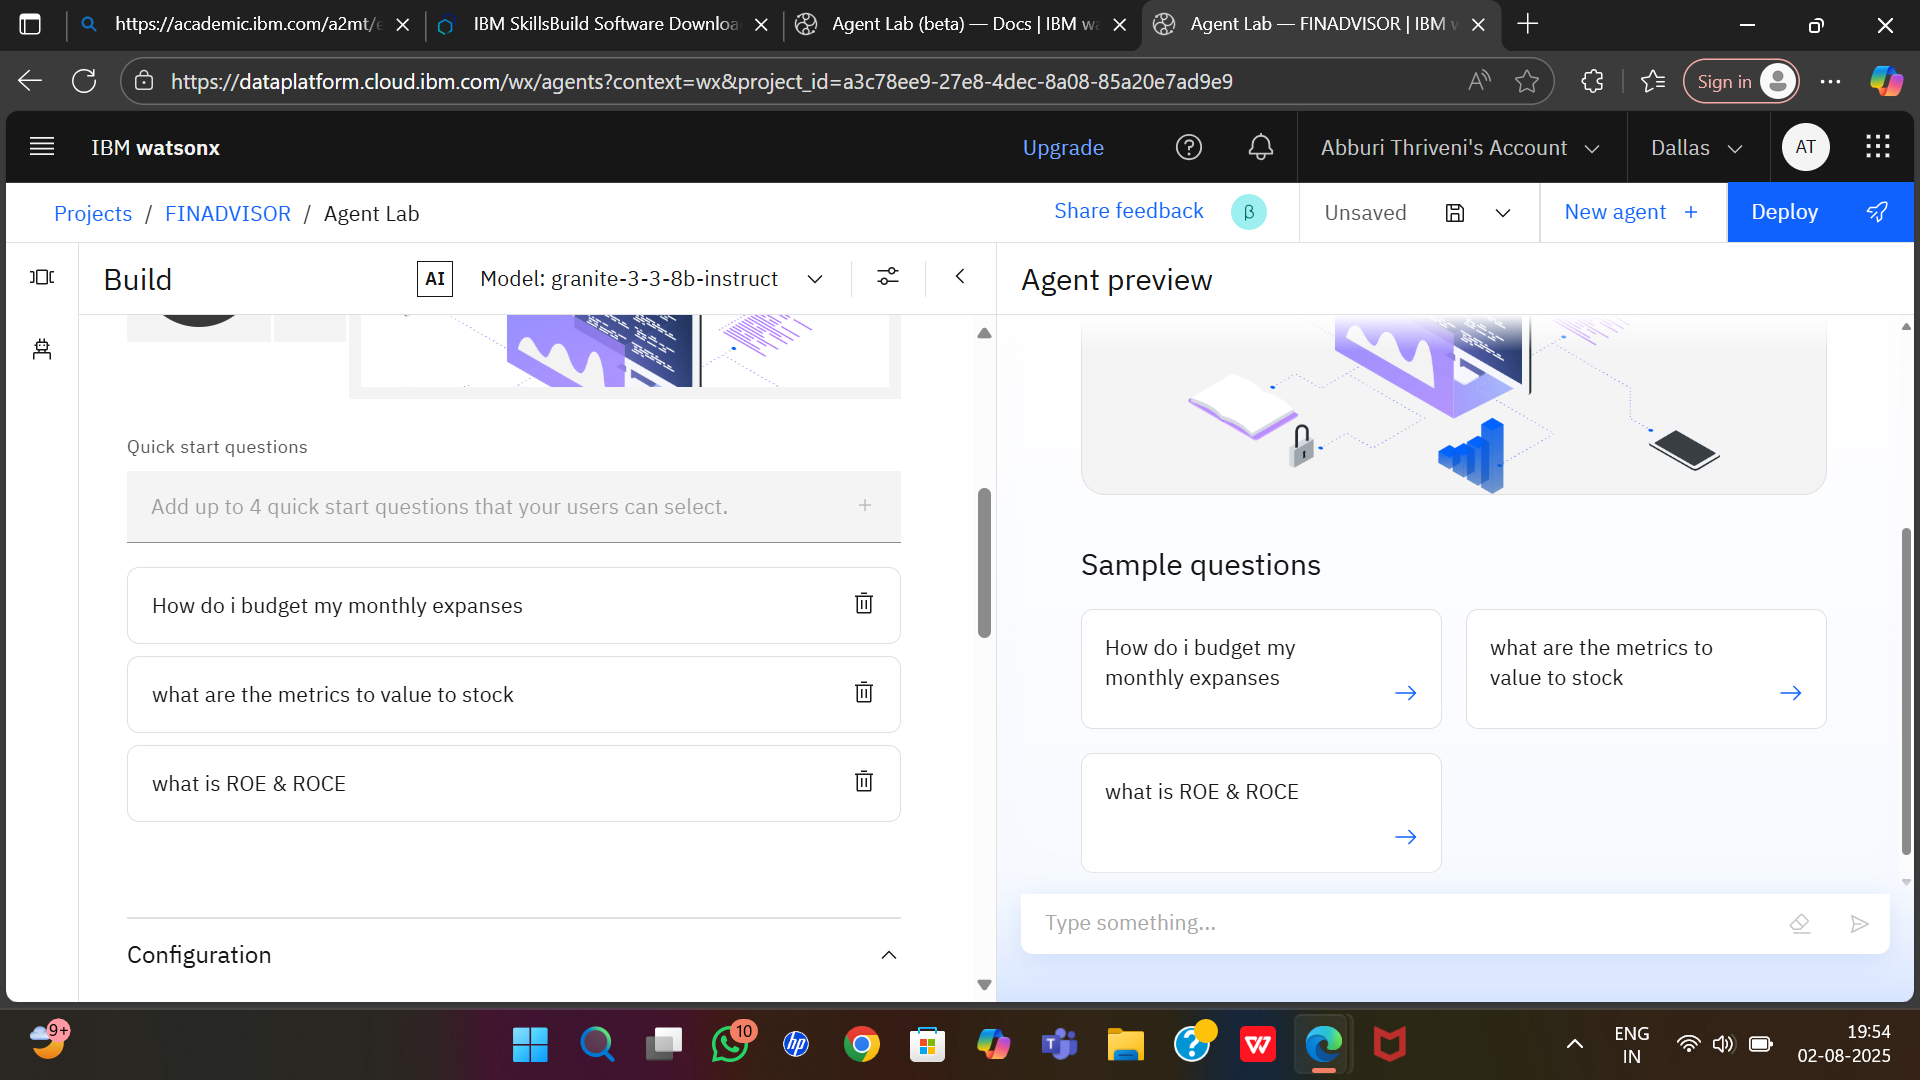 https://academic.ibm.com/a2mt/e
IBM SkillsBuild Software Downloa
Agent Lab (beta) — Docs | IBM wa
Agent Lab — FINADVISOR | IBM w
https://dataplatform.cloud.ibm.com/wx/agents?context=wx&project_id=a3c78ee9-27e8-4dec-8a08-85a20e7ad9e9
Sign in
IBM watsonx
Upgrade
Abburi Thriveni's Account
Dallas
AT
Projects / FINADVISOR / Agent Lab
Share feedback
β
Unsaved
New agent +
Deploy
Build
AI
Model: granite-3-3-8b-instruct
Agent preview
Quick start questions
Add up to 4 quick start questions that your users can select.
How do i budget my monthly expanses
what are the metrics to value to stock
what is ROE & ROCE
Configuration
Sample questions
How do i budget my
monthly expanses
what are the metrics to
value to stock
what is ROE & ROCE
Type something...
9+
10
hp
ENG
IN
19:54
02-08-2025